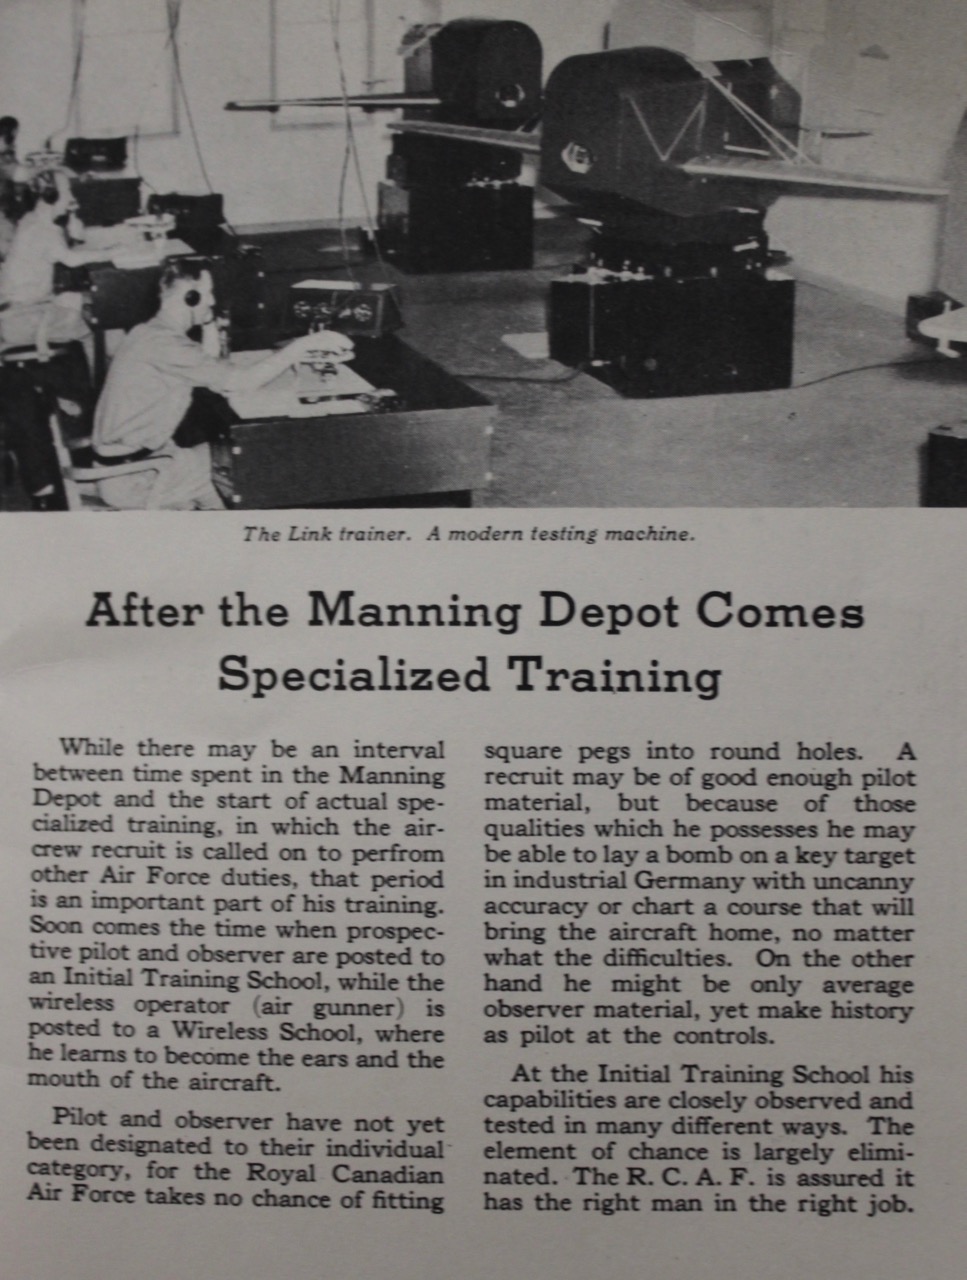 The Link trainer. A modern testing machine.
After the Manning Depot Comes
Specialized Training
While there may be an interval
between time spent in the Manning
Depot and the start of actual spe-
cialized training, in which the air-
crew recruit is called on to perfrom
other Air Force duties, that period
is an important part of his training.
Soon comes the time when prospec-
tive pilot and observer are posted to
an Initial Training School, while the
wireless operator (air gunner) is
posted to a Wireless School, where
he learns to become the ears and the
mouth of the aircraft.
Pilot and observer have not yet
been designated to their individual
category, for the Royal Canadian
Air Force takes no chance of fitting
square pegs into round holes. A
recruit may be of good enough pilot
material, but because of those
qualities which he possesses he may
be able to lay a bomb on a key target
in industrial Germany with uncanny
accuracy or chart a course that will
bring the aircraft home, no matter
what the difficulties. On the other
hand he might be only average
observer material, yet make history
as pilot at the controls.
At the Initial Training School his
capabilities are closely observed and
tested in many different ways. The
element of chance is largely elimi-
nated. The R. C. A. F. is assured it
has the right man in the right job.